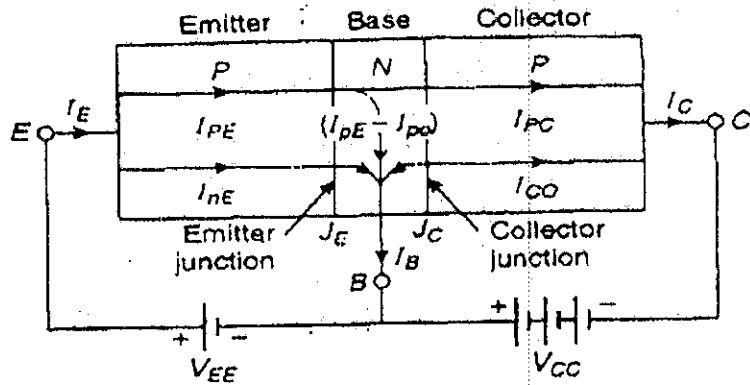 Emitter Base Collector
P N P
I_E I_C
E I_PE (I_pE - I_pc) I_PC C
I_nE I_CO
Emitter J_E J_C Collector
junction I_B junction
B
+ - + -
V_EE V_CC